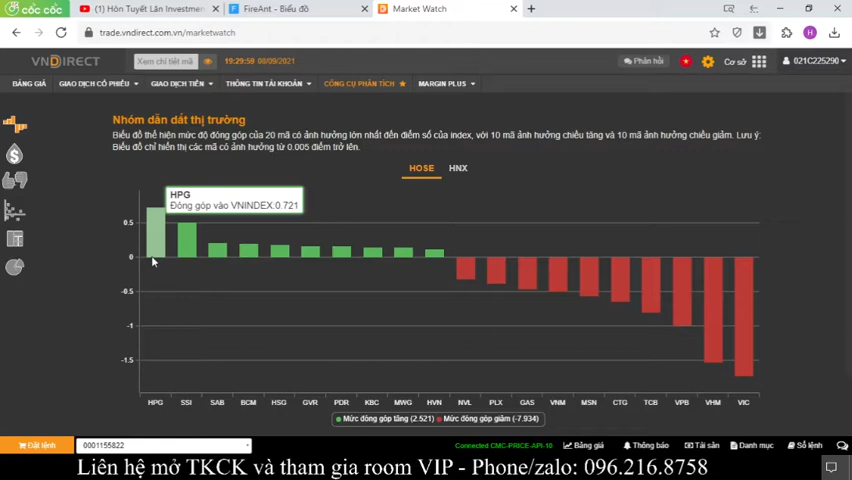 cốc cốc
(1) Hòn Tuyết Lăn Investment
FireAnt - Biểu đồ
Market Watch
trade.vndirect.com.vn/marketwatch
VNDIRECT
Xem chi tiết mã
19:29:59 08/09/2021
Phản hồi
Cơ sở
021C225290
BẢNG GIÁ
GIAO DỊCH CỔ PHIẾU
GIAO DỊCH TIỀN
THÔNG TIN TÀI KHOẢN
CÔNG CỤ PHÂN TÍCH
MARGIN PLUS
Nhóm dẫn dắt thị trường
Biểu đồ thể hiện mức độ đóng góp của 20 mã có ảnh hưởng lớn nhất đến điểm số của index, với 10 mã ảnh hưởng chiều tăng và 10 mã ảnh hưởng chiều giảm. Lưu ý:
Biểu đồ chỉ hiển thị các mã có ảnh hưởng từ 0.005 điểm trở lên.
HOSE HNX
HPG
Đóng góp vào VNINDEX:0.721
0.5
0
-0.5
-1
-1.5
HPG SSI SAB BCM HSG GVR PDR KBC MWG HVN NVL PLX GAS VNM MSN CTG TCB VPB VHM VIC
Mức đóng góp tăng (2.521) Mức đóng góp giảm (-7.934)
Đặt lệnh
0001155822
Connected CMC-PRICE-API-10
Bảng giá
Thông báo
Tài sản
Danh mục
Sổ lệnh
Liên hệ mở TKCK và tham gia room VIP - Phone/zalo: 096.216.8758